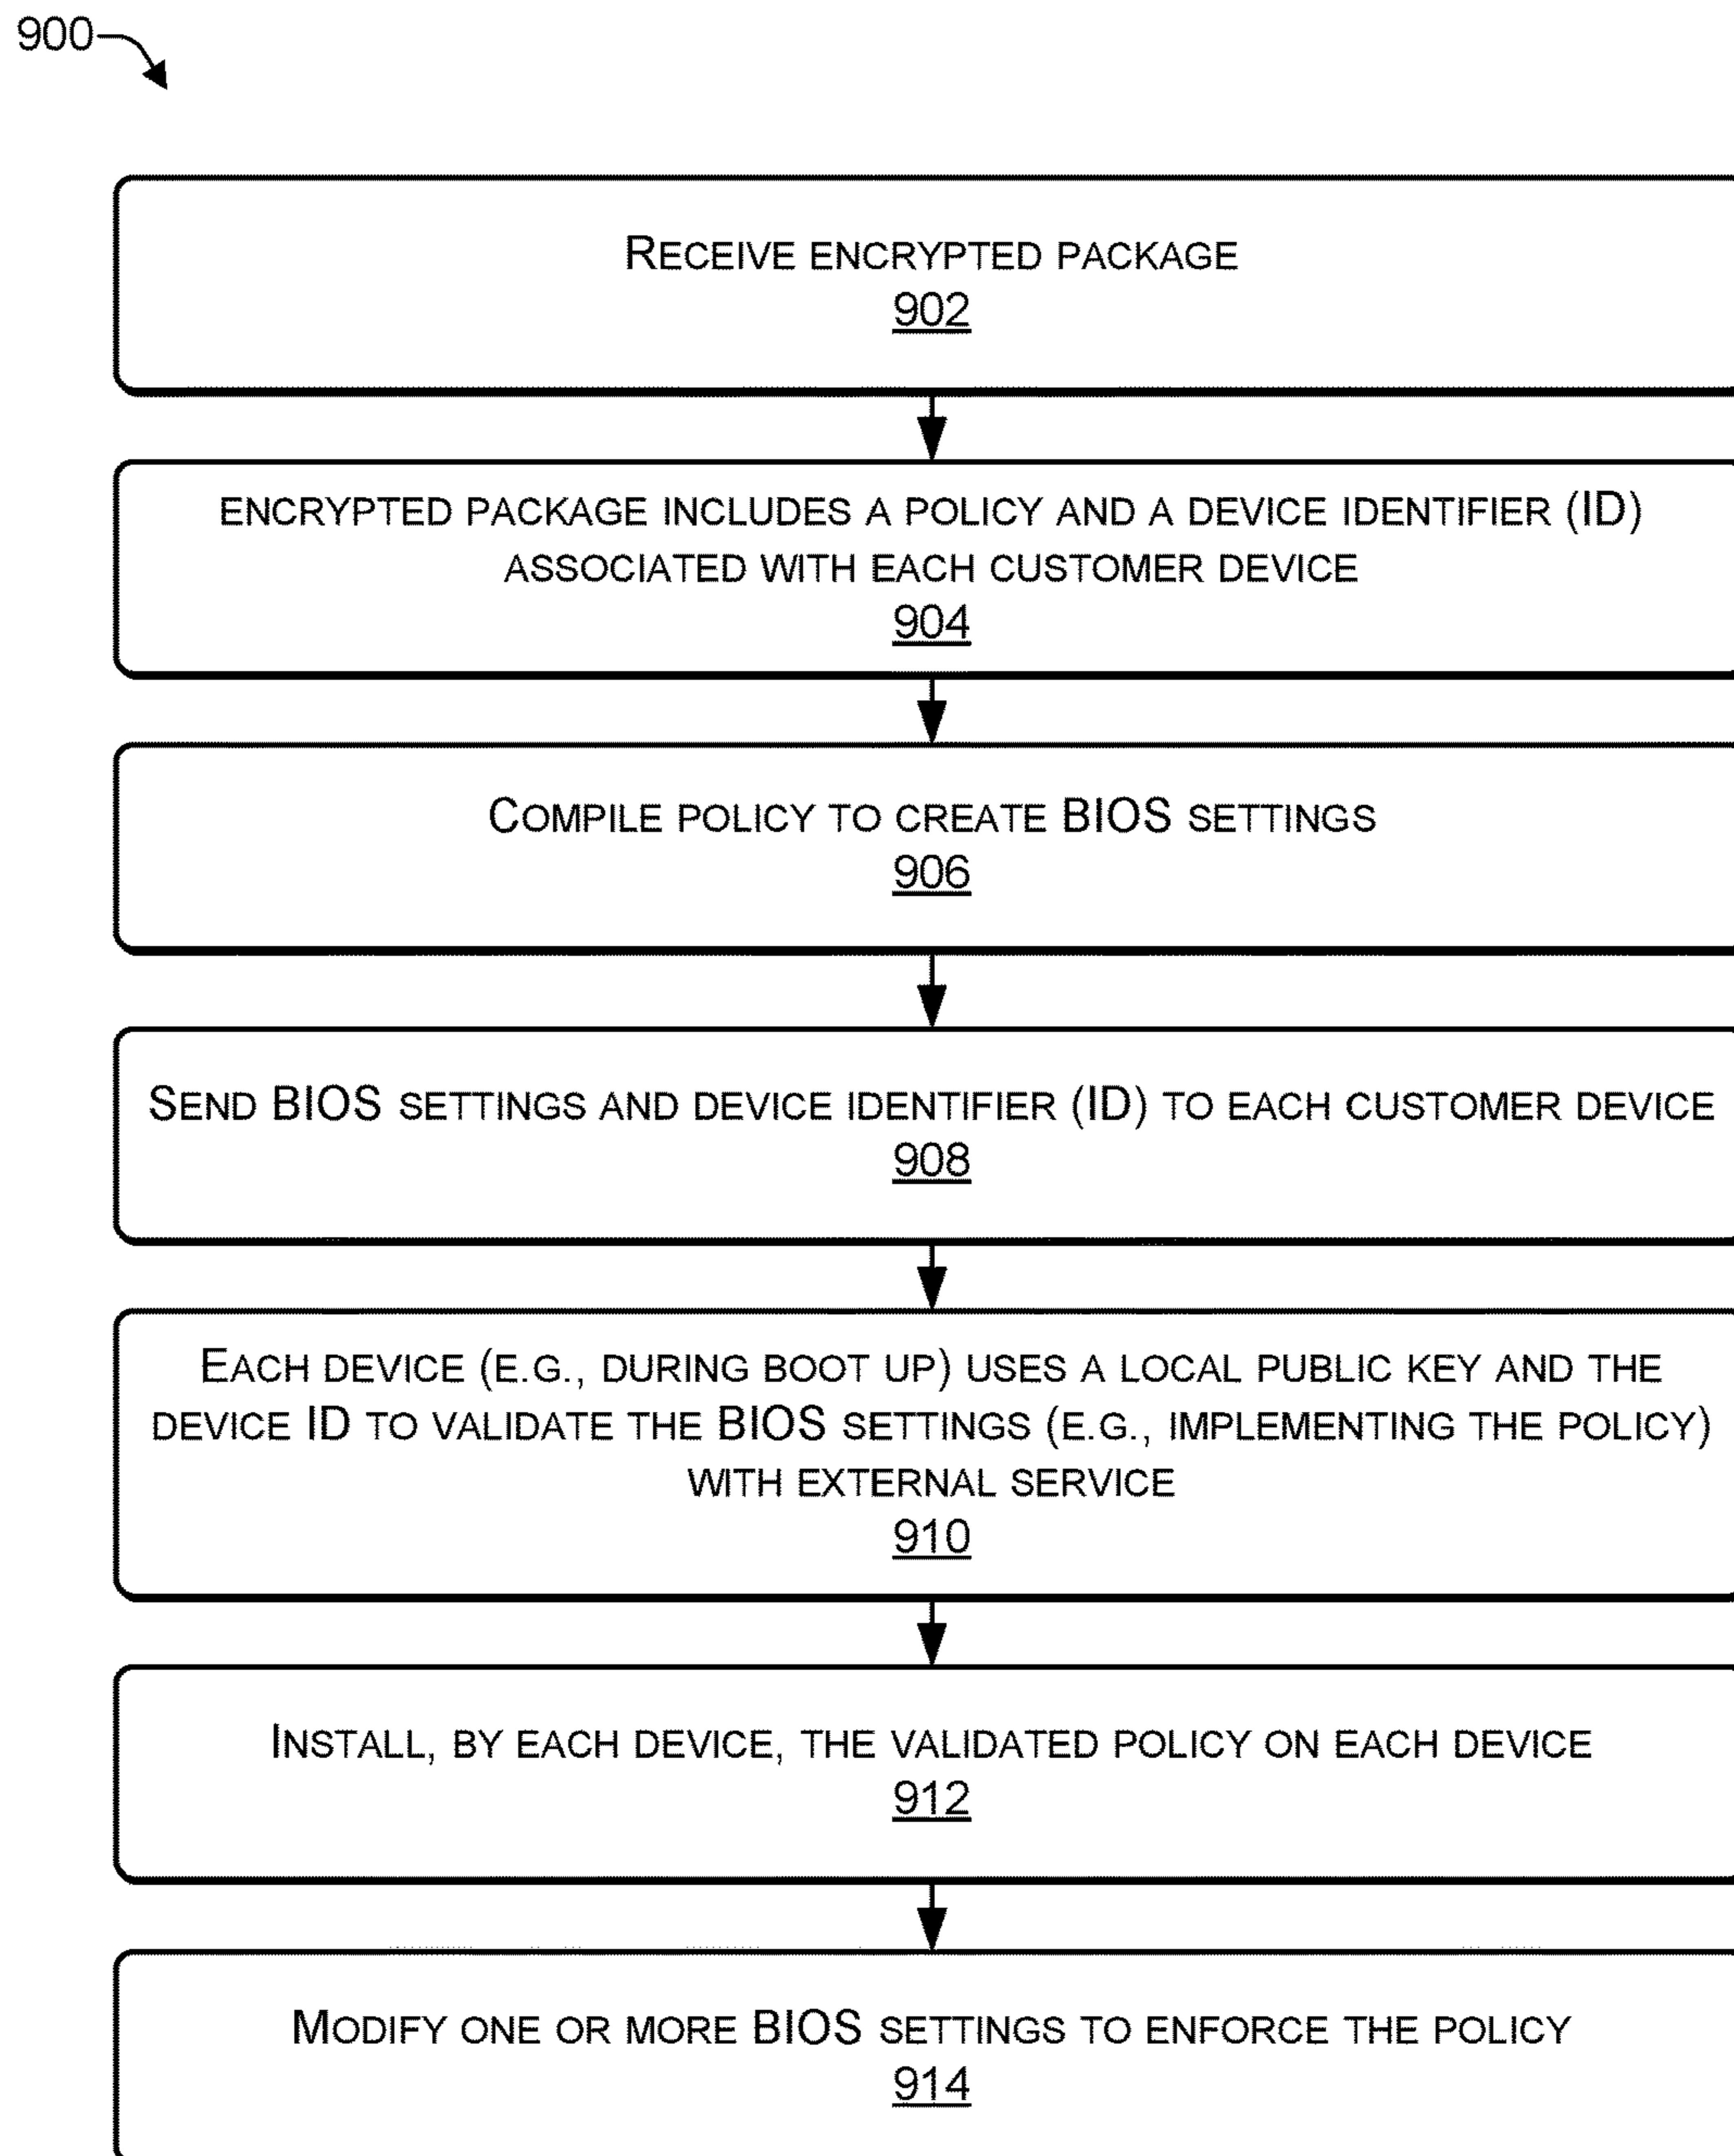 900
RECEIVE ENCRYPTED PACKAGE
902
ENCRYPTED PACKAGE INCLUDES A POLICY AND A DEVICE IDENTIFIER (ID)
ASSOCIATED WITH EACH CUSTOMER DEVICE
904
COMPILE POLICY TO CREATE BIOS SETTINGS
906
SEND BIOS SETTINGS AND DEVICE IDENTIFIER (ID) TO EACH CUSTOMER DEVICE
908
EACH DEVICE (E.G., DURING BOOT UP) USES A LOCAL PUBLIC KEY AND THE
DEVICE ID TO VALIDATE THE BIOS SETTINGS (E.G., IMPLEMENTING THE POLICY)
WITH EXTERNAL SERVICE
910
INSTALL, BY EACH DEVICE, THE VALIDATED POLICY ON EACH DEVICE
912
MODIFY ONE OR MORE BIOS SETTINGS TO ENFORCE THE POLICY
914